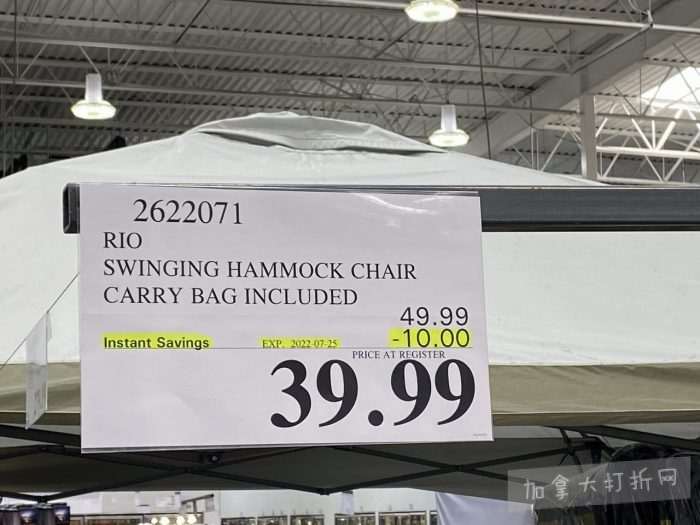 2622071
RIO
SWINGING HAMMOCK CHAIR
CARRY BAG INCLUDED
49.99
Instant Savings EXP. 2022-07-25 -10.00
PRICE AT REGISTER
39.99
加拿大打折网